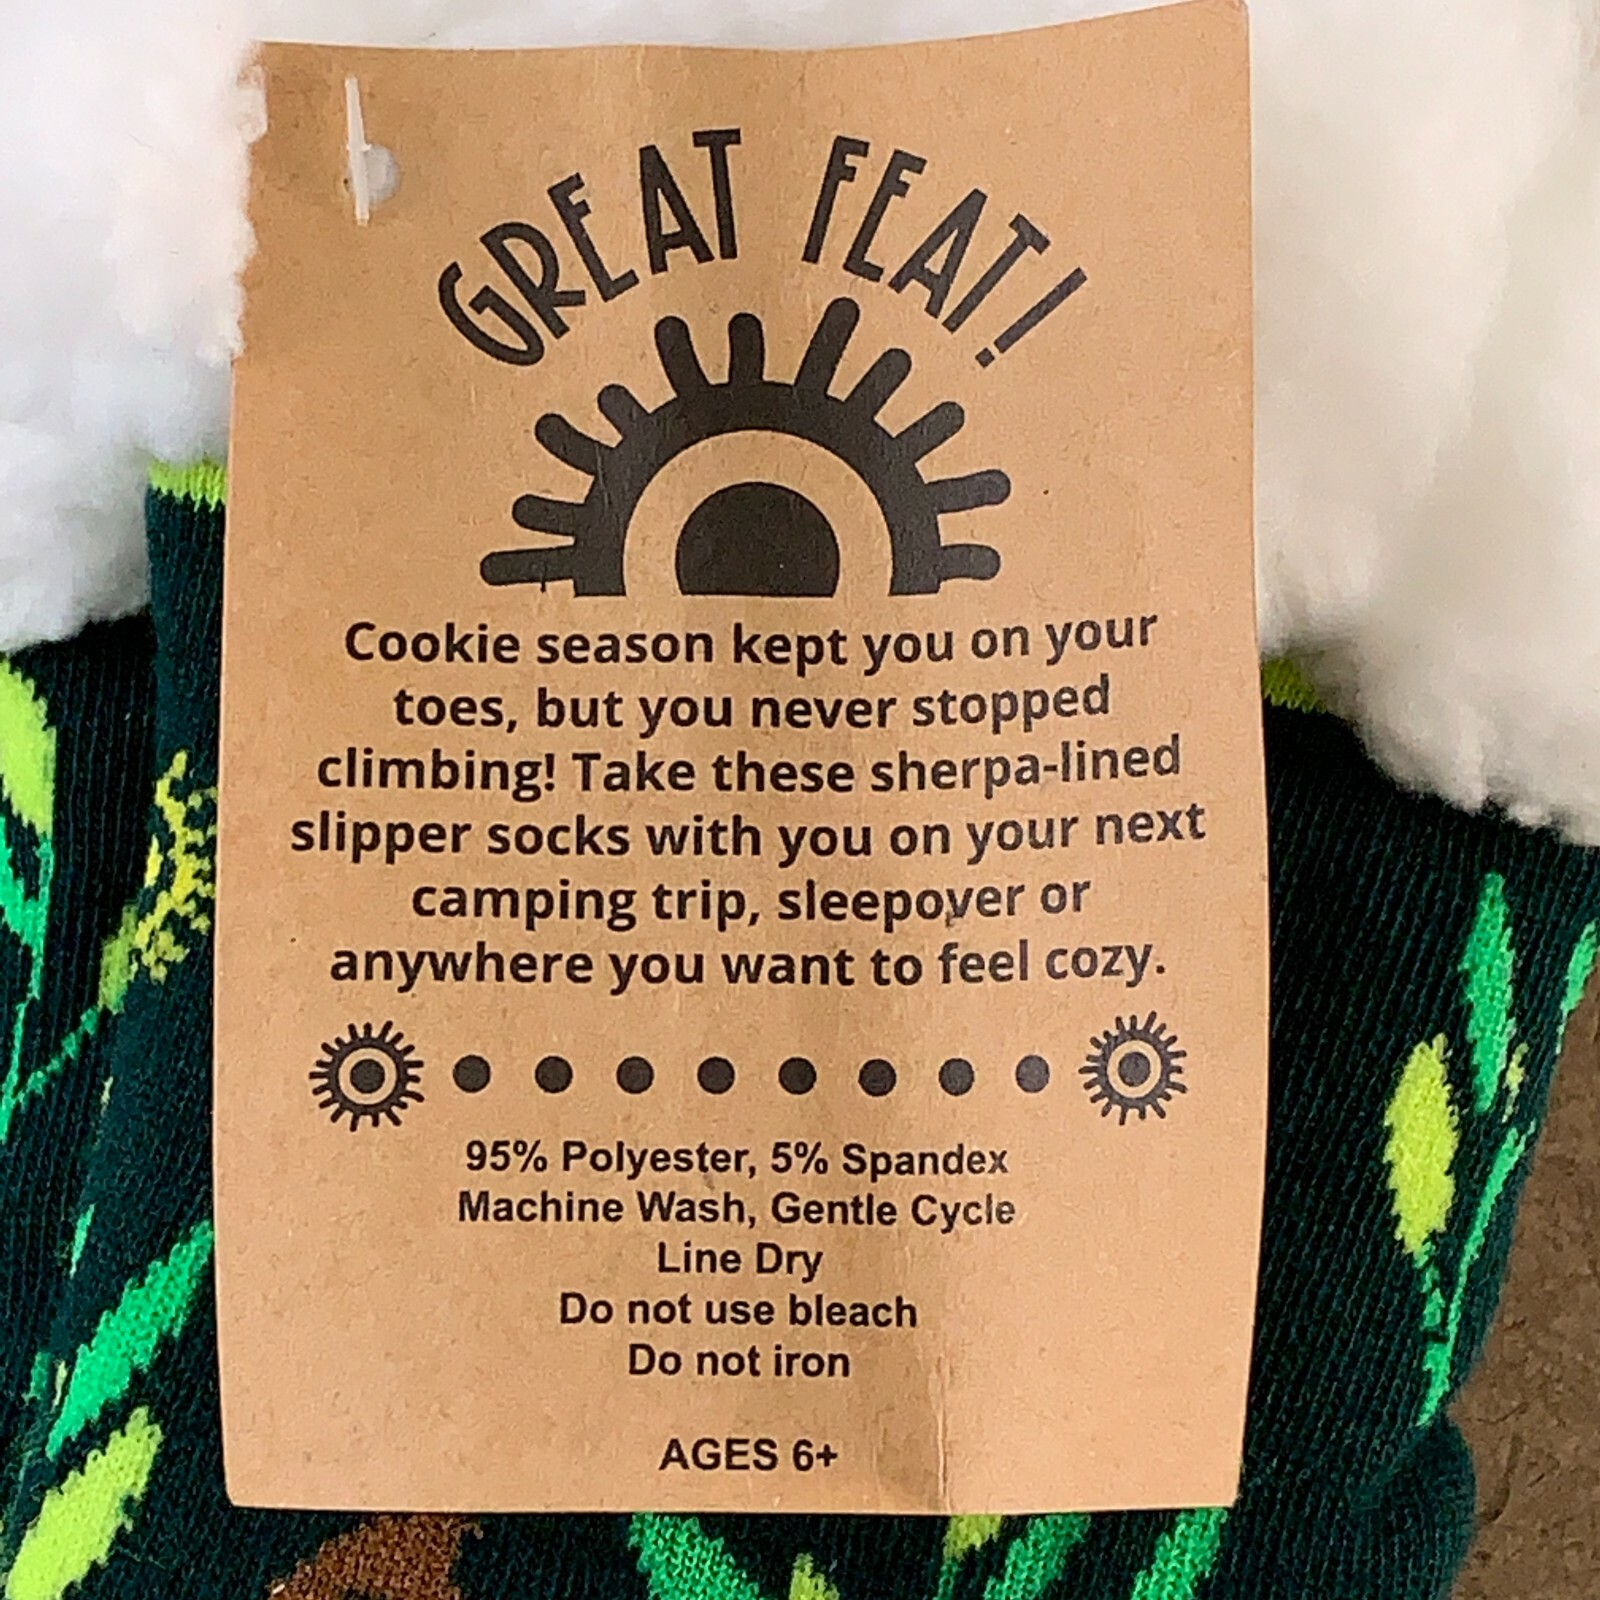 GREAT FEAT!
Cookie season kept you on your
toes, but you never stopped
climbing! Take these sherpa-lined
slipper socks with you on your next
camping trip, sleepover or
anywhere you want to feel cozy.
95% Polyester, 5% Spandex
Machine Wash, Gentle Cycle
Line Dry
Do not use bleach
Do not iron
AGES 6+